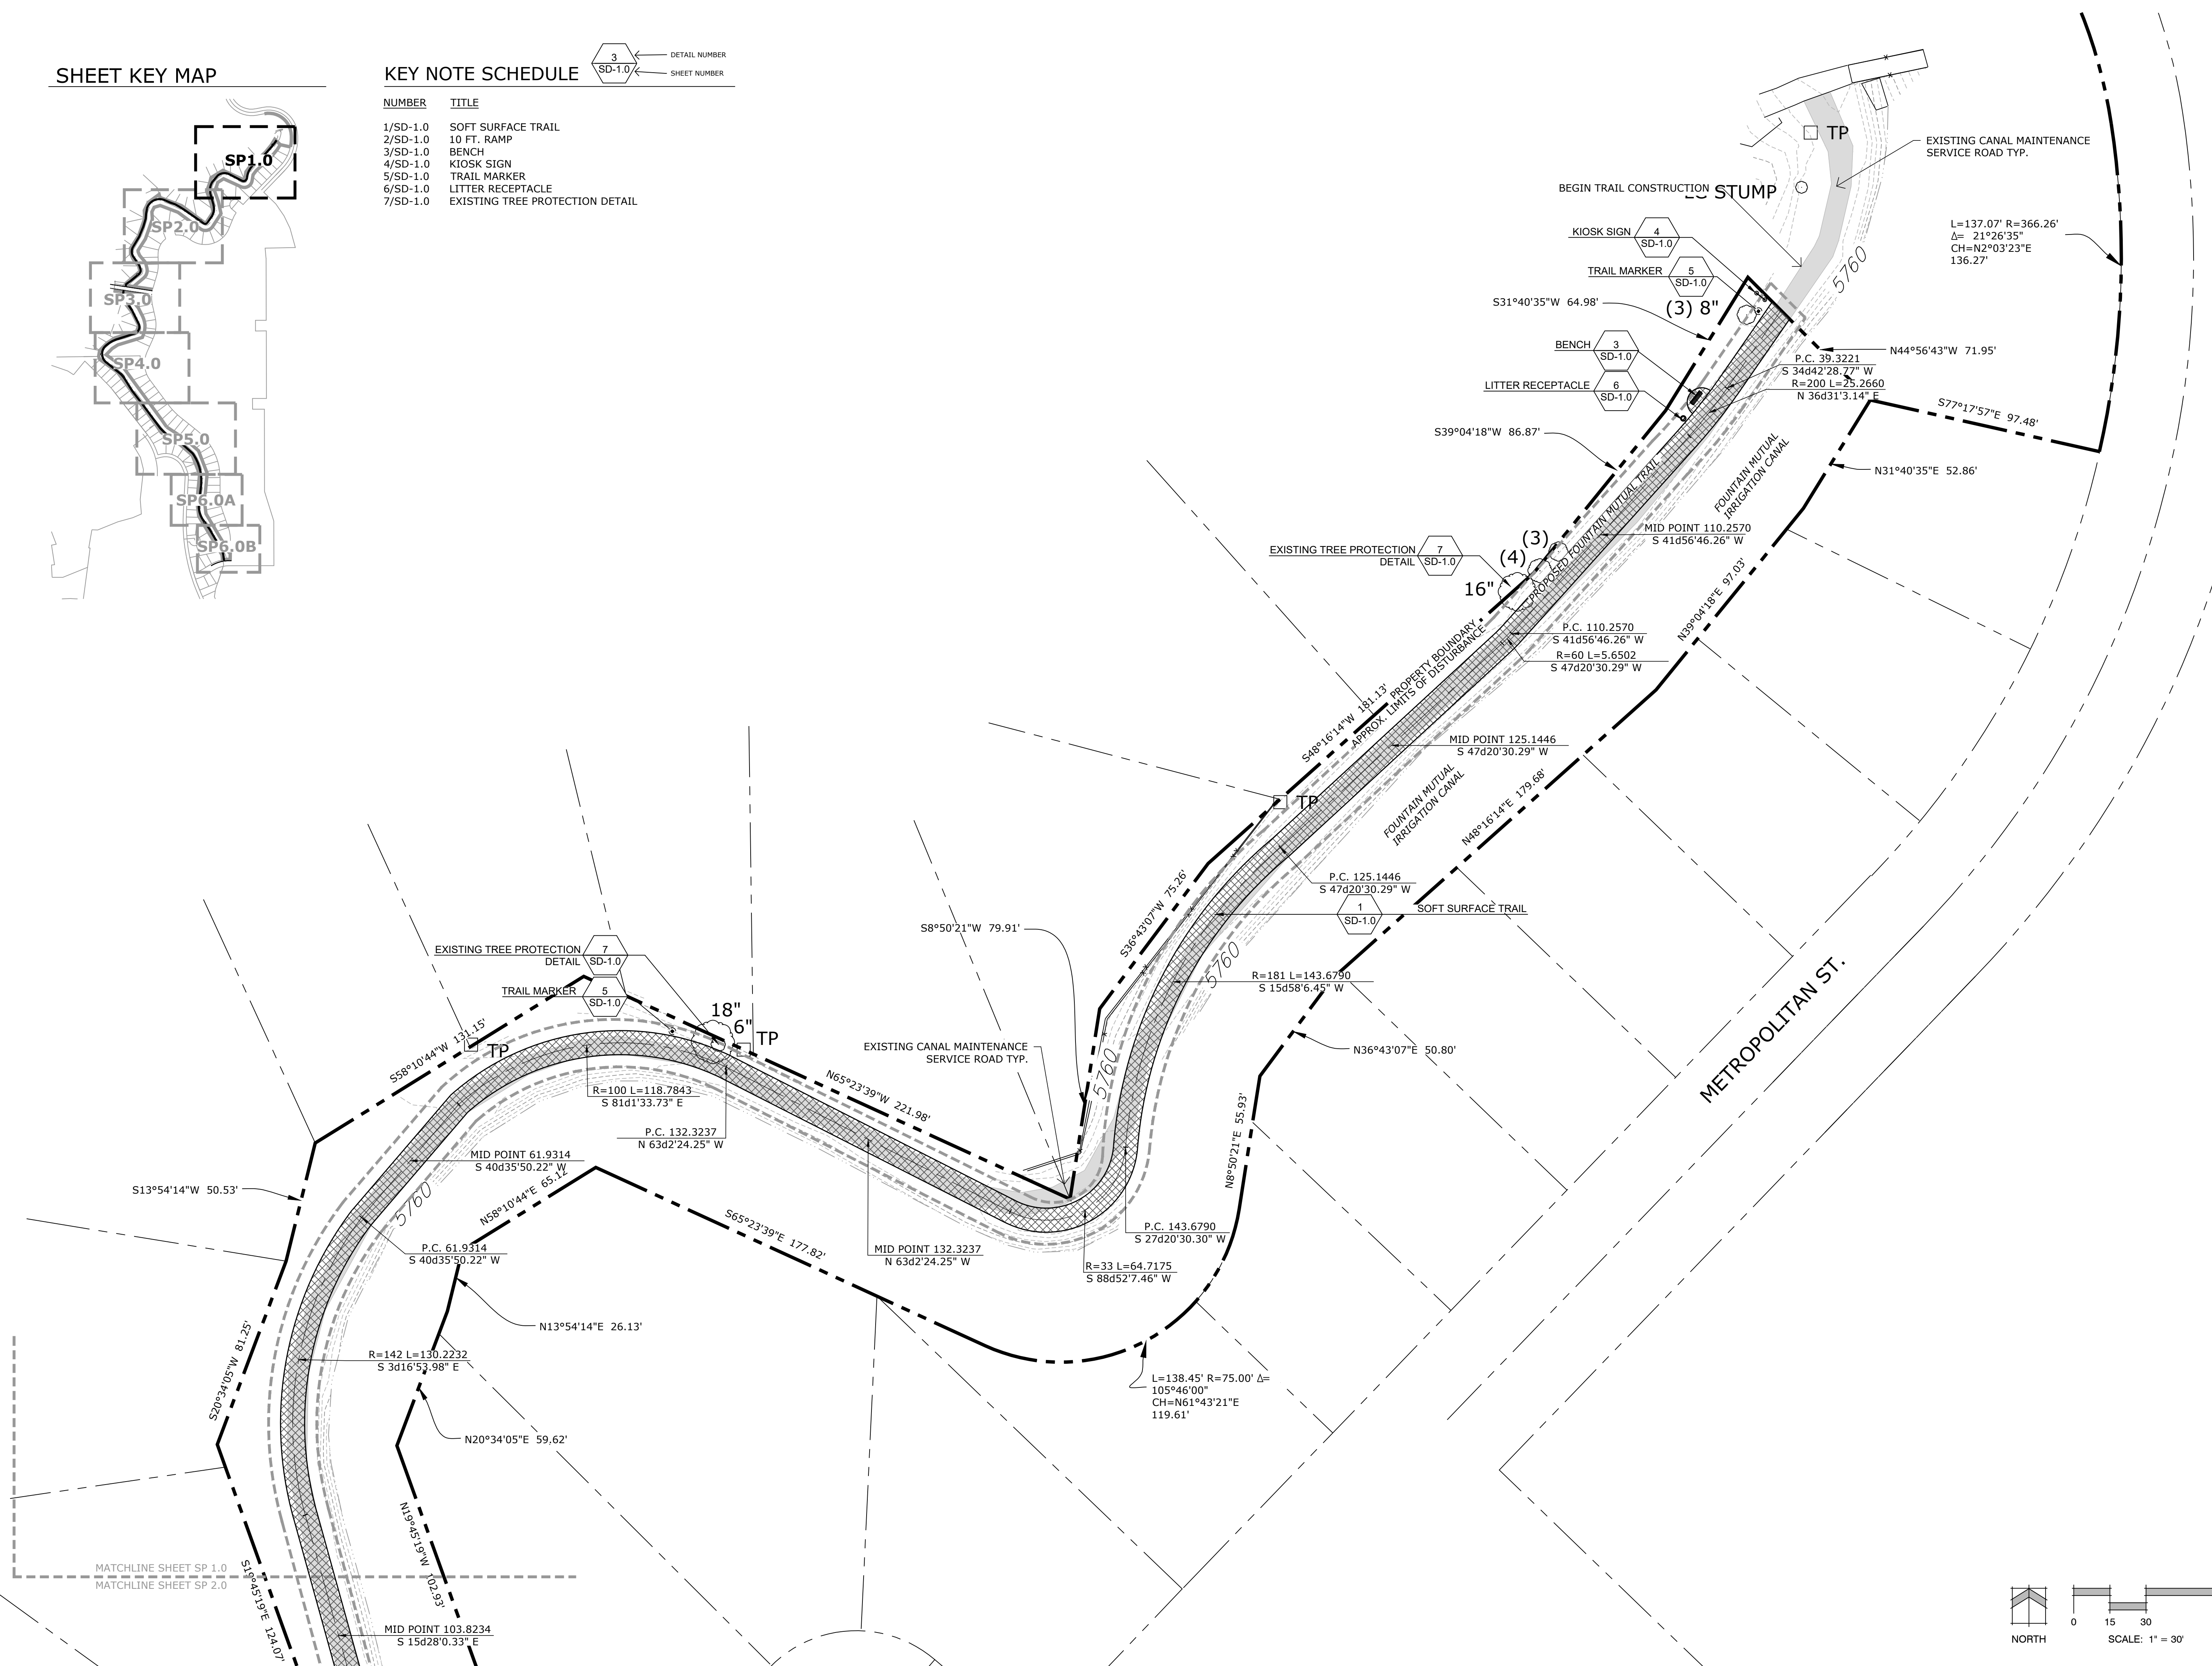 SHEET KEY MAP
SP1.0
SP2.0
SP3.0
SP4.0
SP5.0
SP6.0A
SP6.0B
KEY NOTE SCHEDULE
3
SD-1.0
DETAIL NUMBER
SHEET NUMBER
NUMBER TITLE
1/SD-1.0 SOFT SURFACE TRAIL
2/SD-1.0 10 FT. RAMP
3/SD-1.0 BENCH
4/SD-1.0 KIOSK SIGN
5/SD-1.0 TRAIL MARKER
6/SD-1.0 LITTER RECEPTACLE
7/SD-1.0 EXISTING TREE PROTECTION DETAIL
TP
EXISTING CANAL MAINTENANCE
SERVICE ROAD TYP.
BEGIN TRAIL CONSTRUCTION
STUMP
L=137.07' R=366.26'
Δ= 21°26'35"
CH=N2°03'23"E
136.27'
KIOSK SIGN
4
SD-1.0
TRAIL MARKER
5
SD-1.0
5760
S31°40'35"W 64.98'
(3) 8"
BENCH
3
SD-1.0
N44°56'43"W 71.95'
P.C. 39.3221
S 34d42'28.77" W
LITTER RECEPTACLE
6
SD-1.0
R=200 L=25.2660
N 36d31'3.14" E
S77°17'57"E 97.48'
S39°04'18"W 86.87'
FOUNTAIN MUTUAL
IRRIGATION CANAL
N31°40'35"E 52.86'
PROPOSED FOUNTAIN MUTUAL TRAIL
MID POINT 110.2570
S 41d56'46.26" W
EXISTING TREE PROTECTION
DETAIL
7
SD-1.0
(3)
(4)
16"
N39°04'18"E 97.03'
P.C. 110.2570
S 41d56'46.26" W
R=60 L=5.6502
S 47d20'30.29" W
PROPERTY BOUNDARY
APPROX. LIMITS OF DISTURBANCE
S48°16'14"W 181.13'
MID POINT 125.1446
S 47d20'30.29" W
TP
FOUNTAIN MUTUAL
IRRIGATION CANAL
N48°16'14"E 179.68'
P.C. 125.1446
S 47d20'30.29" W
1
SD-1.0
SOFT SURFACE TRAIL
S36°43'07"W 75.26'
S8°50'21"W 79.91'
5760
R=181 L=143.6790
S 15d58'6.45" W
METROPOLITAN ST.
EXISTING TREE PROTECTION
DETAIL
7
SD-1.0
TRAIL MARKER
5
SD-1.0
18"
6"
TP
TP
S58°10'44"W 131.15'
EXISTING CANAL MAINTENANCE
SERVICE ROAD TYP.
5760
N36°43'07"E 50.80'
R=100 L=118.7843
S 81d1'33.73" E
N65°23'39"W 221.98'
P.C. 132.3237
N 63d2'24.25" W
N8°50'21"E 55.93'
MID POINT 61.9314
S 40d35'50.22" W
N58°10'44"E 65.12'
S13°54'14"W 50.53'
5760
S65°23'39"E 177.82'
P.C. 143.6790
S 27d20'30.30" W
P.C. 61.9314
S 40d35'50.22" W
MID POINT 132.3237
N 63d2'24.25" W
R=33 L=64.7175
S 88d52'7.46" W
N13°54'14"E 26.13'
S20°34'05"W 81.25'
R=142 L=130.2232
S 3d16'53.98" E
L=138.45' R=75.00' Δ=
105°46'00"
CH=N61°43'21"E
119.61'
N20°34'05"E 59.62'
N19°45'19"W 102.93'
S19°45'19"E 124.07'
MATCHLINE SHEET SP 1.0
MATCHLINE SHEET SP 2.0
MID POINT 103.8234
S 15d28'0.33" E
NORTH
0 15 30
SCALE: 1" = 30'